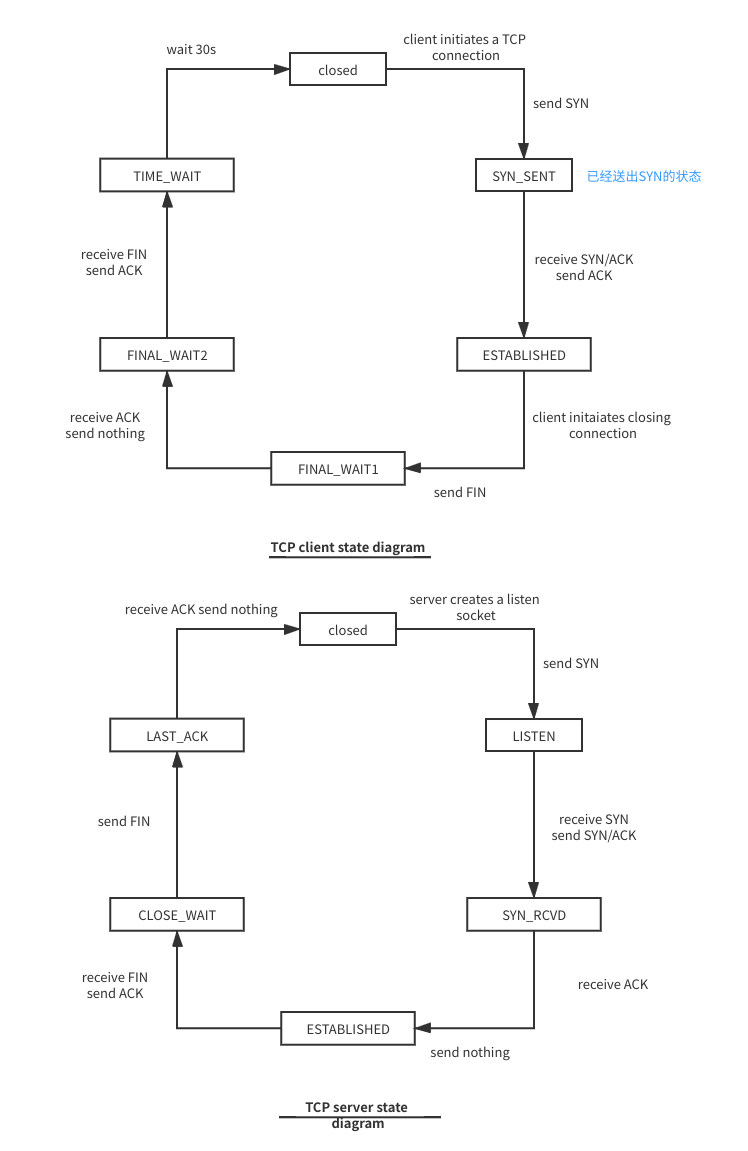 wait 30s
closed
client initiates a TCP
connection
send SYN
TIME_WAIT
SYN_SENT
已经送出SYN的状态
receive FIN
send ACK
receive SYN/ACK
send ACK
FINAL_WAIT2
ESTABLISHED
receive ACK
send nothing
client initaiates closing
connection
FINAL_WAIT1
send FIN
TCP client state diagram
receive ACK send nothing
closed
server creates a listen
socket
send SYN
LAST_ACK
LISTEN
send FIN
receive SYN
send SYN/ACK
CLOSE_WAIT
SYN_RCVD
receive FIN
send ACK
receive ACK
ESTABLISHED
send nothing
TCP server state
diagram